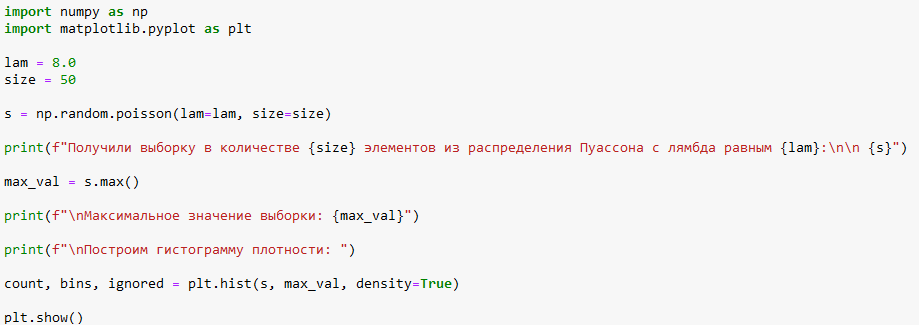 import numpy as np
import matplotlib.pyplot as plt
lam = 8.0
size = 50
s = np.random.poisson(lam=lam, size=size)
print(f"Получили выборку в количестве {size} элементов из распределения Пуассона с лямбда равным {lam}:\n\n {s}")
max_val = s.max()
print(f"\nМаксимальное значение выборки: {max_val}")
print(f"\nПостроим гистограмму плотности: ")
count, bins, ignored = plt.hist(s, max_val, density=True)
plt.show()